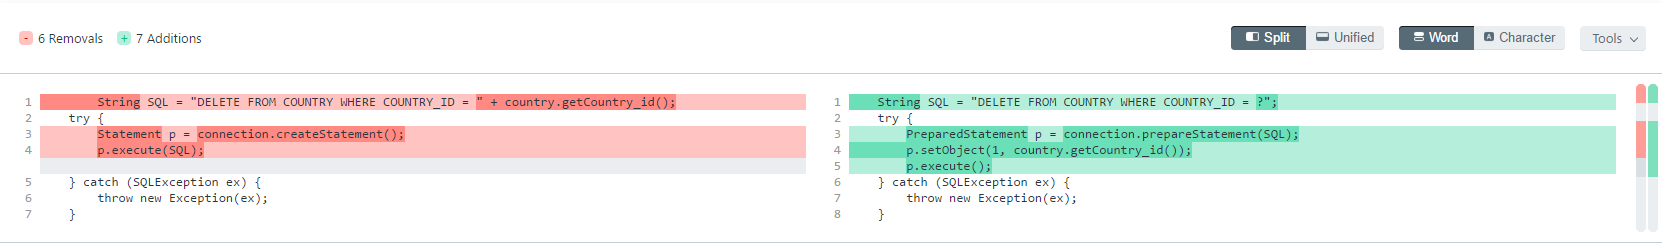 - 6 Removals + 7 Additions Split Unified Word Character Tools
1 String SQL = "DELETE FROM COUNTRY WHERE COUNTRY_ID = " + country.getCountry_id();
2 try {
3 Statement p = connection.createStatement();
4 p.execute(SQL);
5 } catch (SQLException ex) {
6 throw new Exception(ex);
7 }
1 String SQL = "DELETE FROM COUNTRY WHERE COUNTRY_ID = ?";
2 try {
3 PreparedStatement p = connection.prepareStatement(SQL);
4 p.setObject(1, country.getCountry_id());
5 p.execute();
6 } catch (SQLException ex) {
7 throw new Exception(ex);
8 }